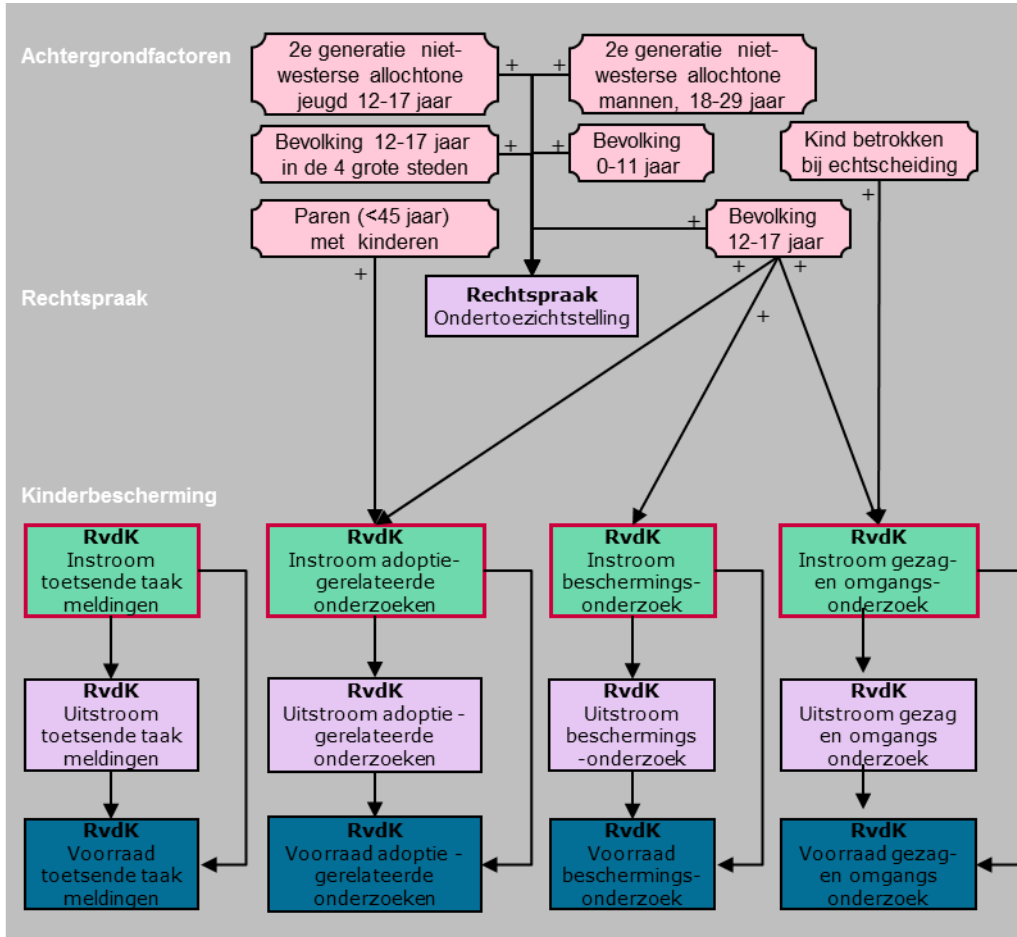 Achtergrondfactoren
2e generatie niet-
westerse allochtone
jeugd 12-17 jaar
+
+
2e generatie niet-
westerse allochtone
mannen, 18-29 jaar
Bevolking 12-17 jaar
in de 4 grote steden
+
+
Bevolking
0-11 jaar
Kind betrokken
bij echtscheiding
+
Paren (<45 jaar)
met kinderen
+
+
Bevolking
12-17 jaar
+
+
+
Rechtspraak
Rechtspraak
Ondertoezichtstelling
Kinderbescherming
RvdK
Instroom
toetsende taak
meldingen
RvdK
Instroom adoptie-
gerelateerde
onderzoeken
RvdK
Instroom
beschermings-
onderzoek
RvdK
Instroom gezag-
en omgangs-
onderzoek
RvdK
Uitstroom
toetsende taak
meldingen
RvdK
Uitstroom adoptie -
gerelateerde
onderzoeken
RvdK
Uitstroom
beschermings
-onderzoek
RvdK
Uitstroom gezag
en omgangs
onderzoek
RvdK
Voorraad
toetsende taak
meldingen
RvdK
Voorraad adoptie -
gerelateerde
onderzoeken
RvdK
Voorraad
beschermings-
onderzoek
RvdK
Voorraad gezag-
en omgangs
onderzoek